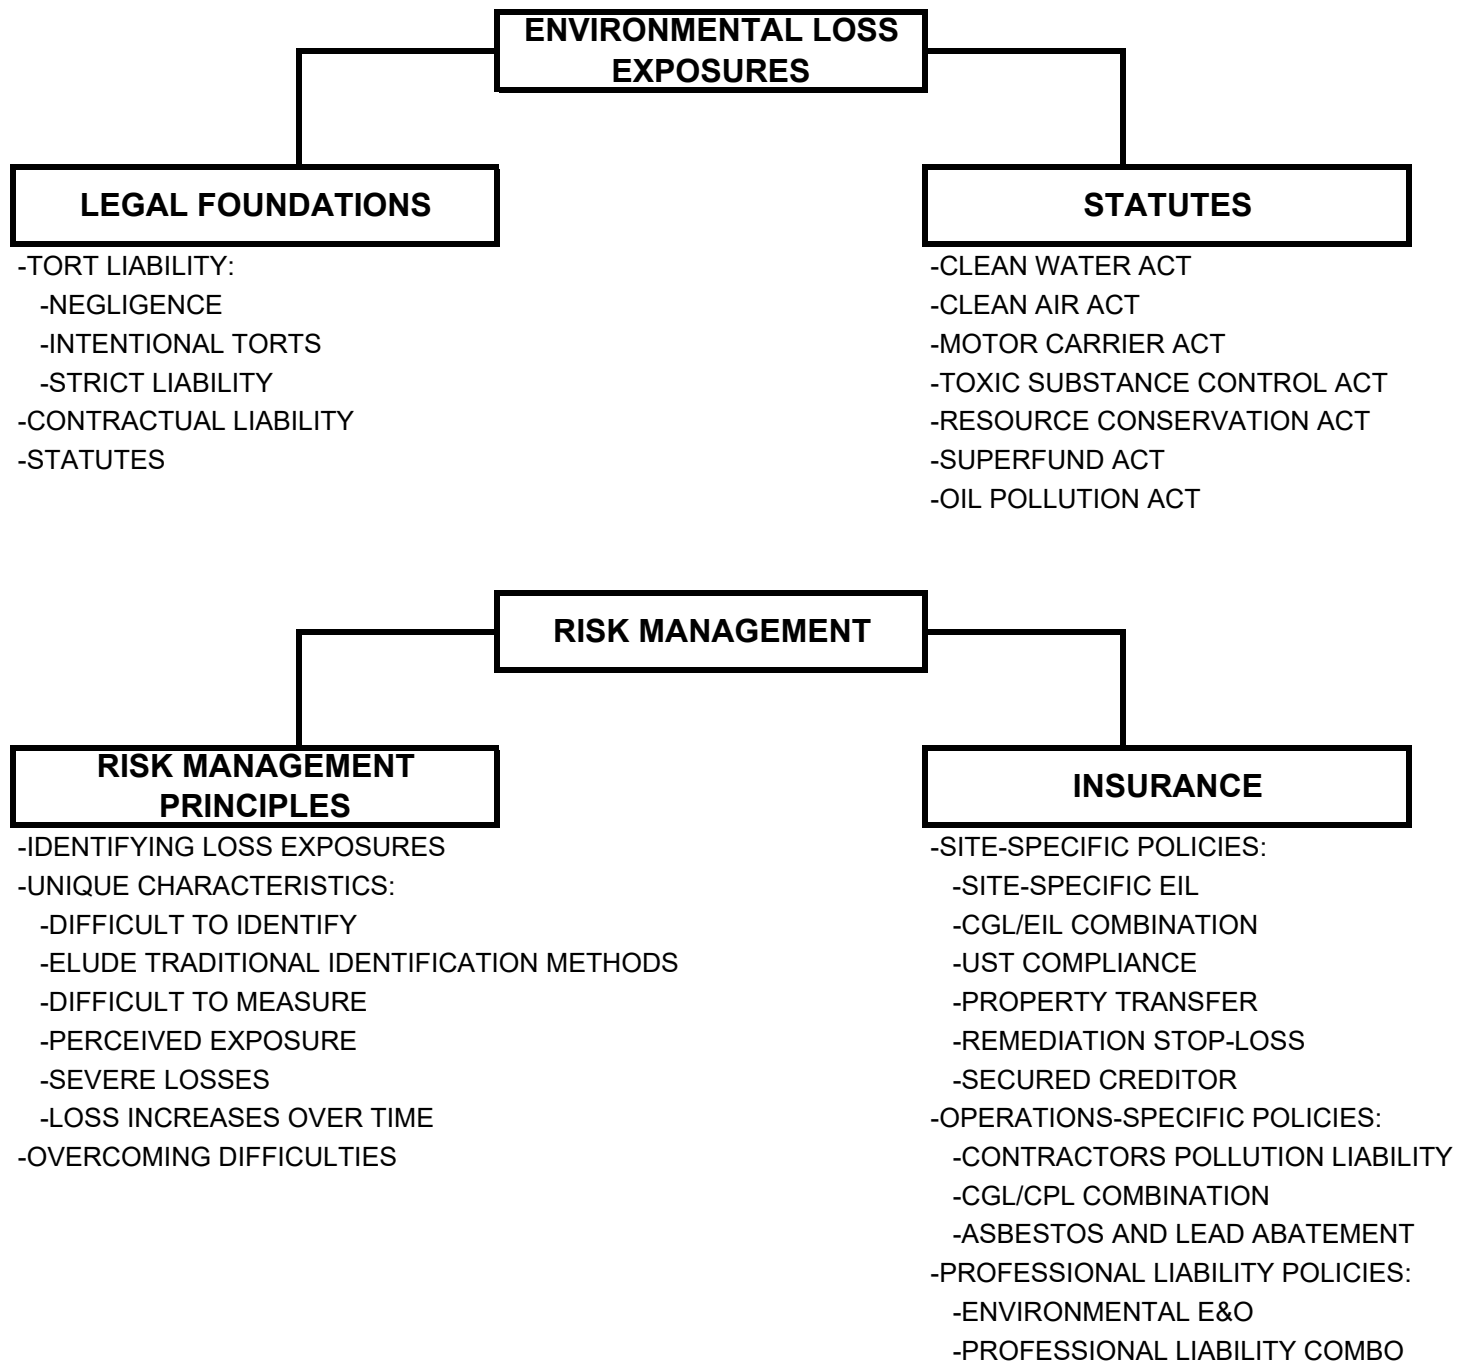 ENVIRONMENTAL LOSS
EXPOSURES
LEGAL FOUNDATIONS
-TORT LIABILITY:
-NEGLIGENCE
-INTENTIONAL TORTS
-STRICT LIABILITY
-CONTRACTUAL LIABILITY
-STATUTES
STATUTES
-CLEAN WATER ACT
-CLEAN AIR ACT
-MOTOR CARRIER ACT
-TOXIC SUBSTANCE CONTROL ACT
-RESOURCE CONSERVATION ACT
-SUPERFUND ACT
-OIL POLLUTION ACT
RISK MANAGEMENT
RISK MANAGEMENT
PRINCIPLES
-IDENTIFYING LOSS EXPOSURES
-UNIQUE CHARACTERISTICS:
-DIFFICULT TO IDENTIFY
-ELUDE TRADITIONAL IDENTIFICATION METHODS
-DIFFICULT TO MEASURE
-PERCEIVED EXPOSURE
-SEVERE LOSSES
-LOSS INCREASES OVER TIME
-OVERCOMING DIFFICULTIES
INSURANCE
-SITE-SPECIFIC POLICIES:
-SITE-SPECIFIC EIL
-CGL/EIL COMBINATION
-UST COMPLIANCE
-PROPERTY TRANSFER
-REMEDIATION STOP-LOSS
-SECURED CREDITOR
-OPERATIONS-SPECIFIC POLICIES:
-CONTRACTORS POLLUTION LIABILITY
-CGL/CPL COMBINATION
-ASBESTOS AND LEAD ABATEMENT
-PROFESSIONAL LIABILITY POLICIES:
-ENVIRONMENTAL E&O
-PROFESSIONAL LIABILITY COMBO